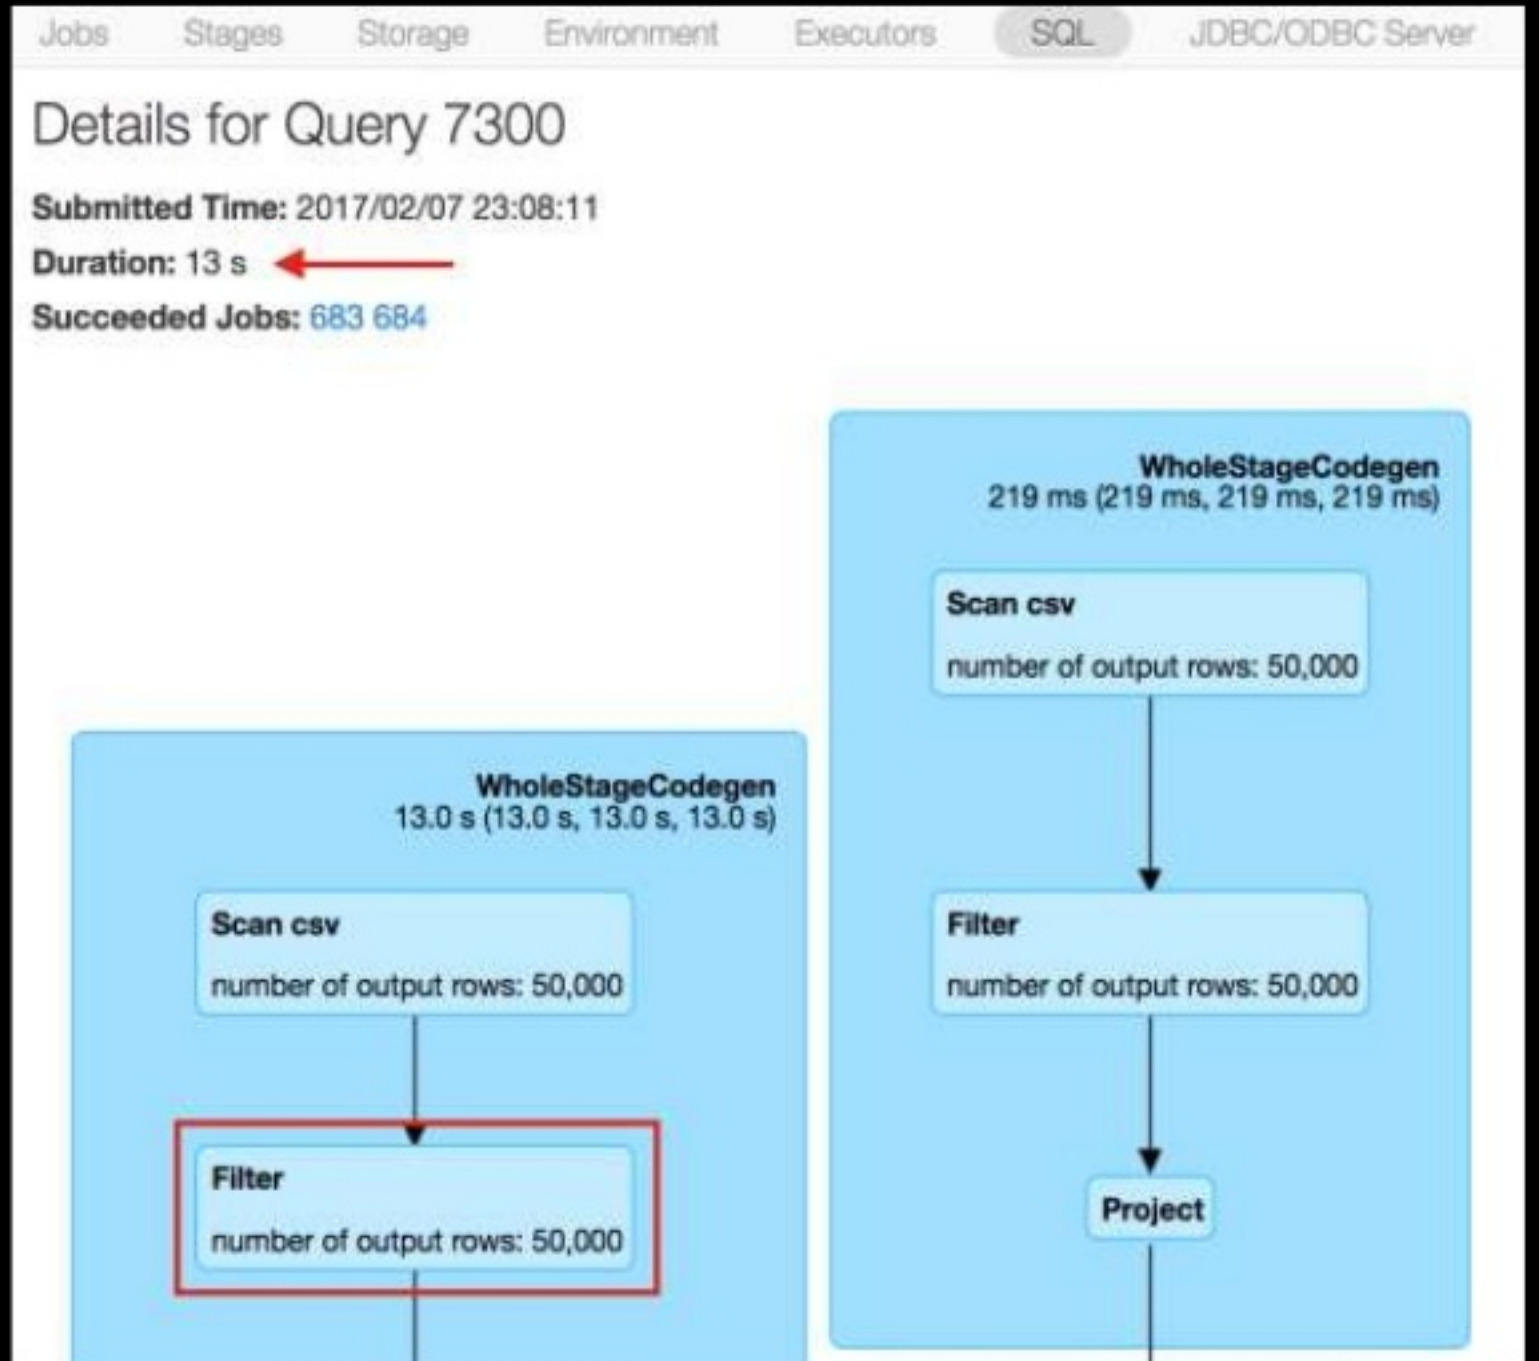 Jobs Stages Storage Environment Executors SQL JDBC/ODBC Server
Details for Query 7300
Submitted Time: 2017/02/07 23:08:11
Duration: 13 s
Succeeded Jobs: 683 684
WholeStageCodegen
219 ms (219 ms, 219 ms, 219 ms)
Scan csv
number of output rows: 50,000
Filter
number of output rows: 50,000
Project
WholeStageCodegen
13.0 s (13.0 s, 13.0 s, 13.0 s)
Scan csv
number of output rows: 50,000
Filter
number of output rows: 50,000